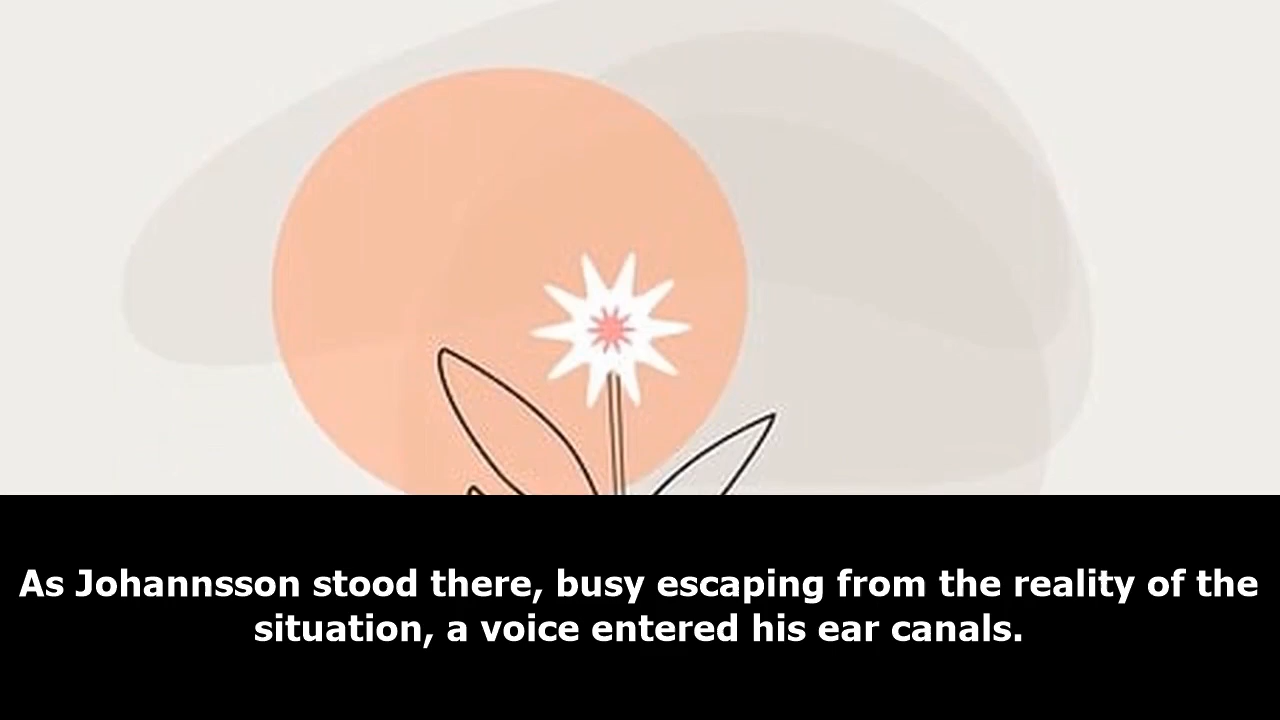 As Johannsson stood there, busy escaping from the reality of the
situation, a voice entered his ear canals.